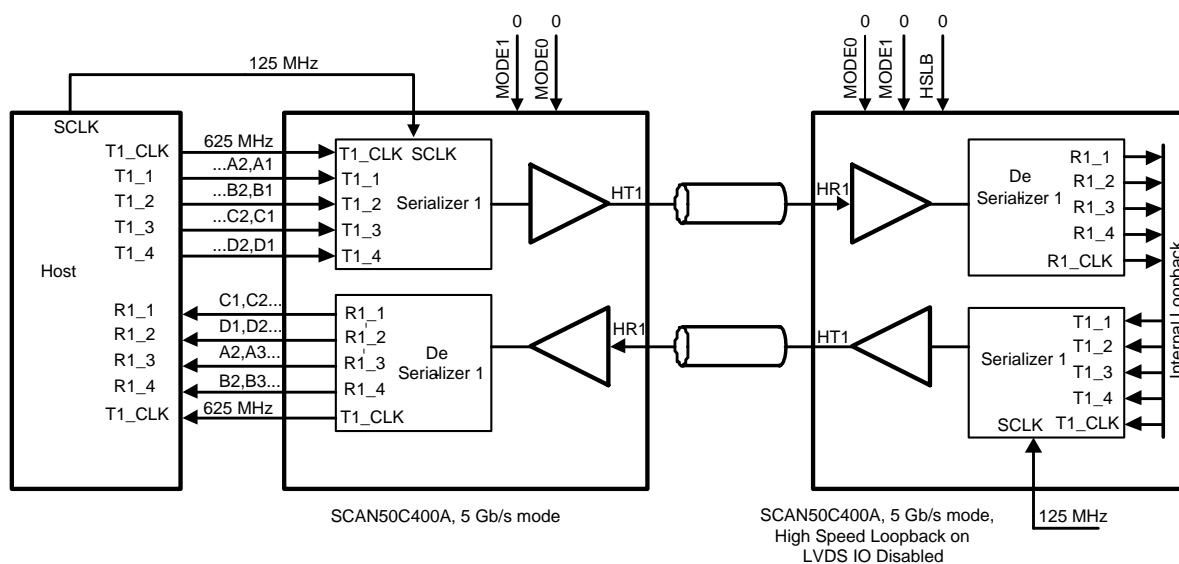 0 0 0 0 0
MODE1 MODE0 MODE0 MODE1 HSLB
125 MHz
SCLK
T1_CLK 625 MHz T1_CLK SCLK
T1_1 ...A2,A1 T1_1
T1_2 ...B2,B1 T1_2 Serializer 1
T1_3 ...C2,C1 T1_3
T1_4 ...D2,D1 T1_4
HT1 HR1
De
Serializer 1
R1_1
R1_2
R1_3
R1_4
R1_CLK
Internal Loopback
Host
R1_1 C1,C2... R1_1
R1_2 D1,D2... R1_2
R1_3 A2,A3... R1_3
R1_4 B2,B3... R1_4
T1_CLK 625 MHz T1_CLK
De
Serializer 1
HR1 HT1
Serializer 1
T1_1
T1_2
T1_3
T1_4
SCLK T1_CLK
125 MHz
SCAN50C400A, 5 Gb/s mode
SCAN50C400A, 5 Gb/s mode,
High Speed Loopback on
LVDS IO Disabled